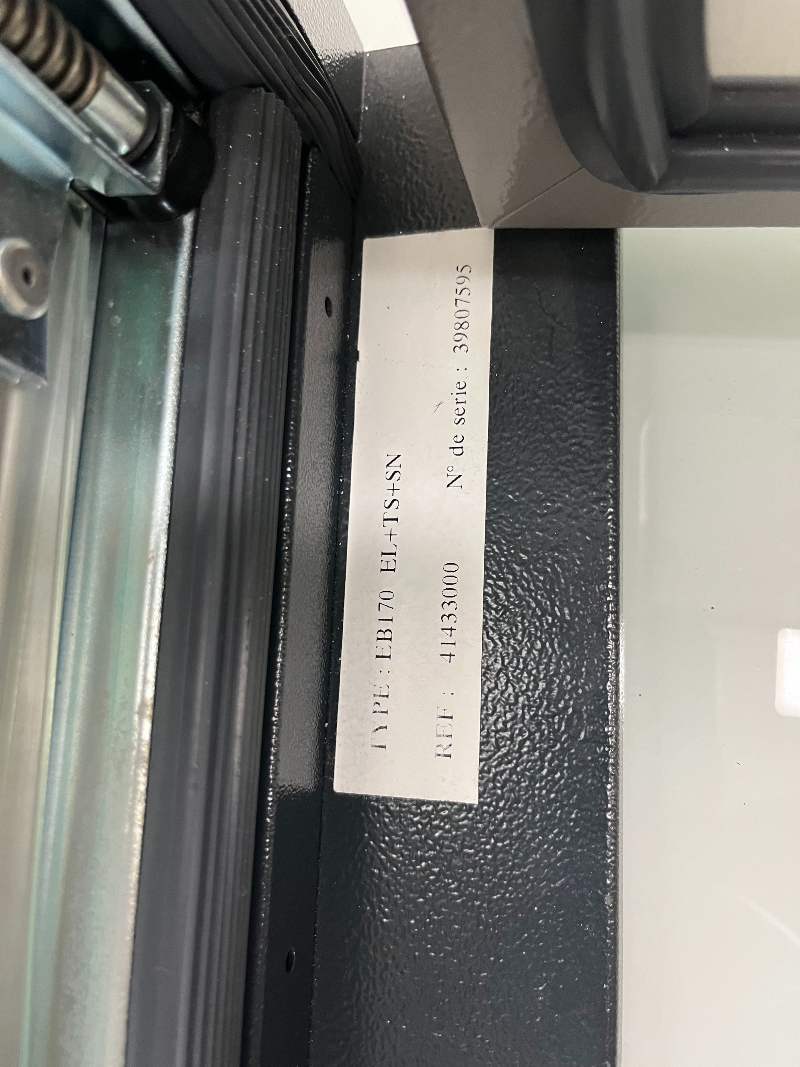 TYPE : EB170 EL+TS+SN
REF : 41433000 N° de serie : 39807595